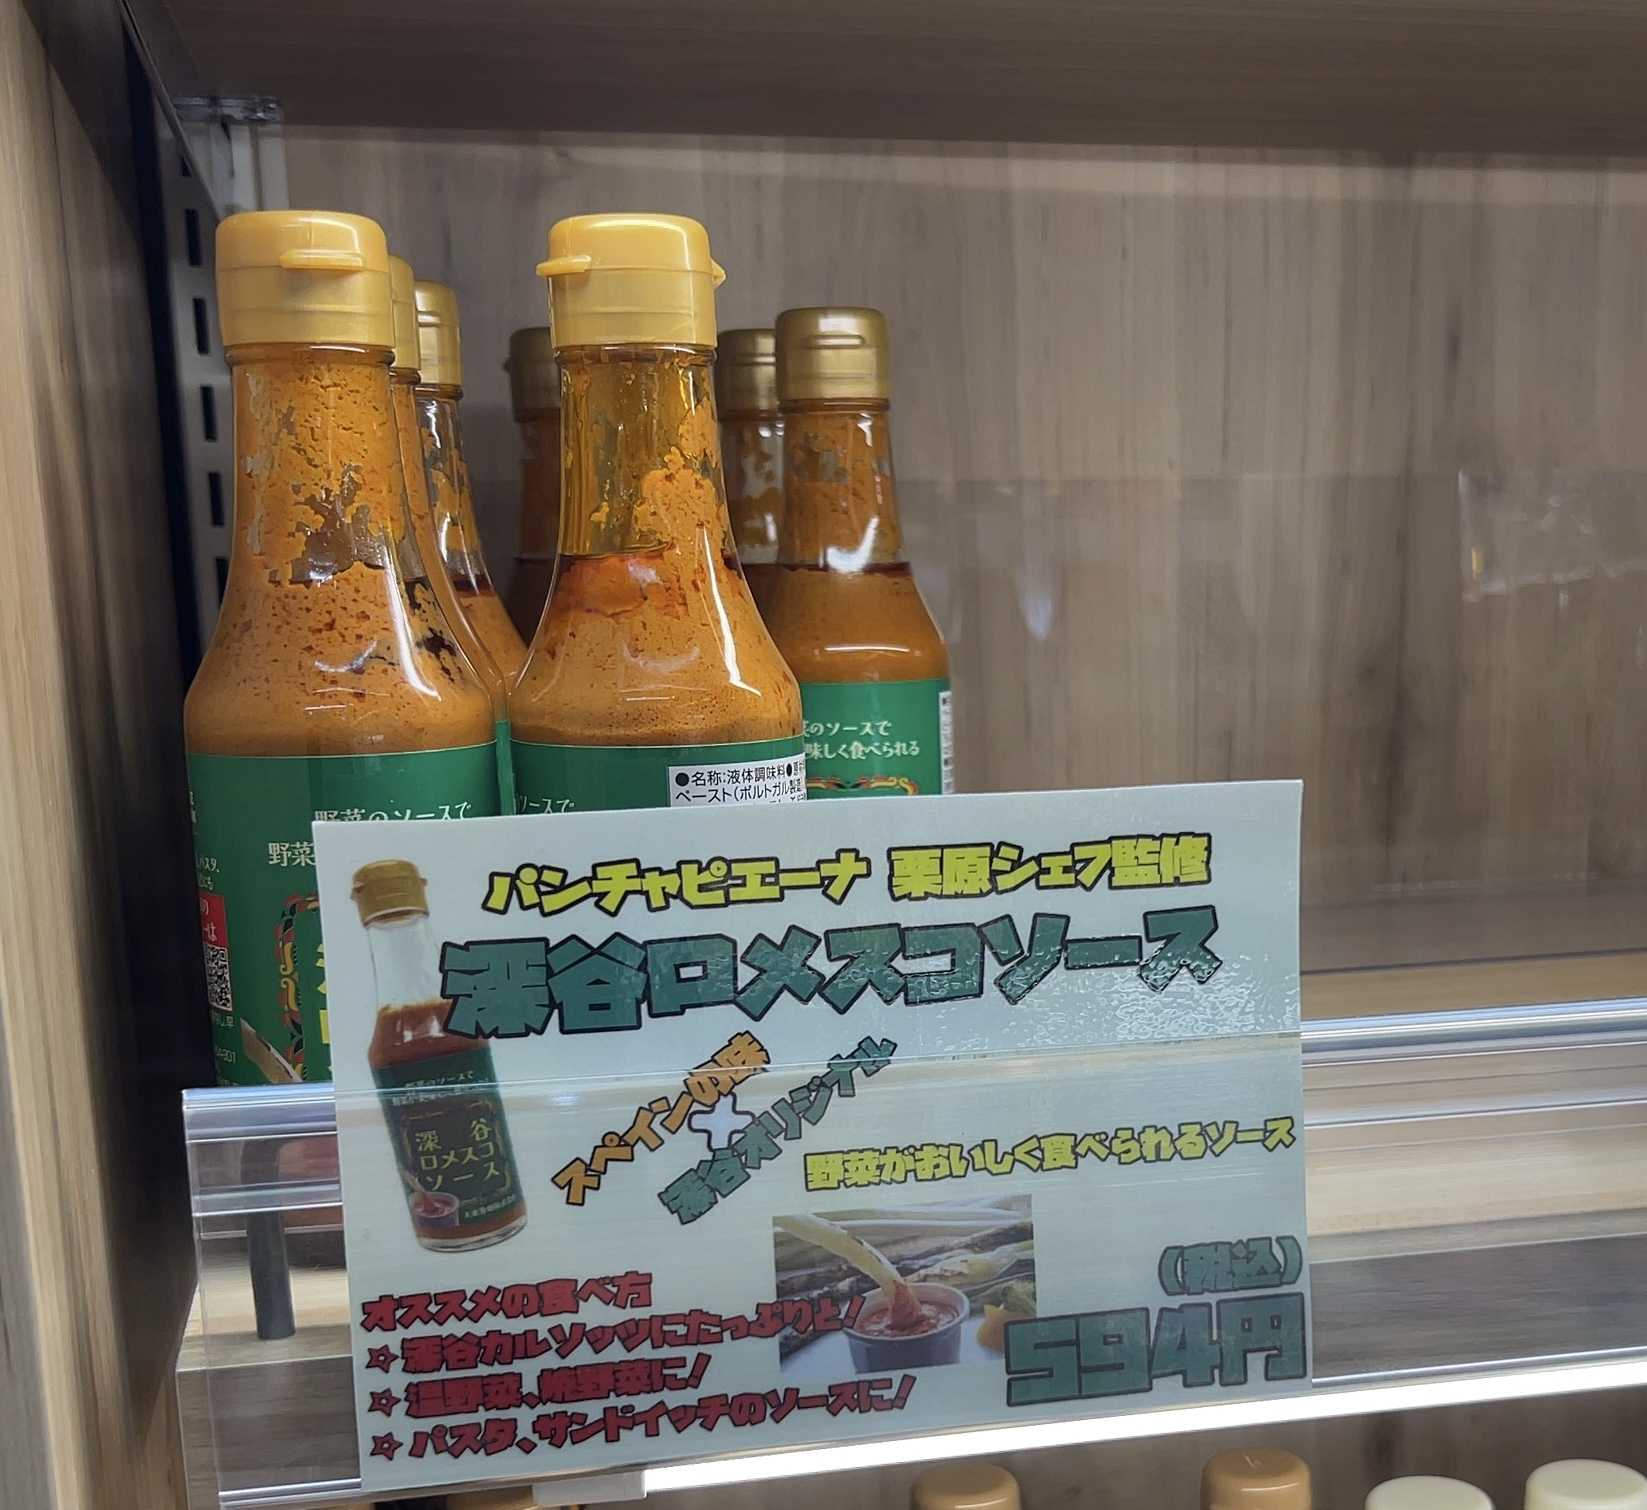 野菜のソースで
味しく食べられる
●名称:液体調味料●
ペースト(ポルトガル製造
野菜のソースで
野菜
ソースで
パンチャピエーナ 栗原シェフ監修
深谷ロメスコソース
スペインの味
+
深谷オリジナル
野菜がおいしく食べられるソース
深谷
ロメスコ
ソース
オススメの食べ方
☆深谷カルソッツにたっぷりと!
☆温野菜、焼野菜に!
☆パスタ、サンドイッチのソースに!
(税込)
594円